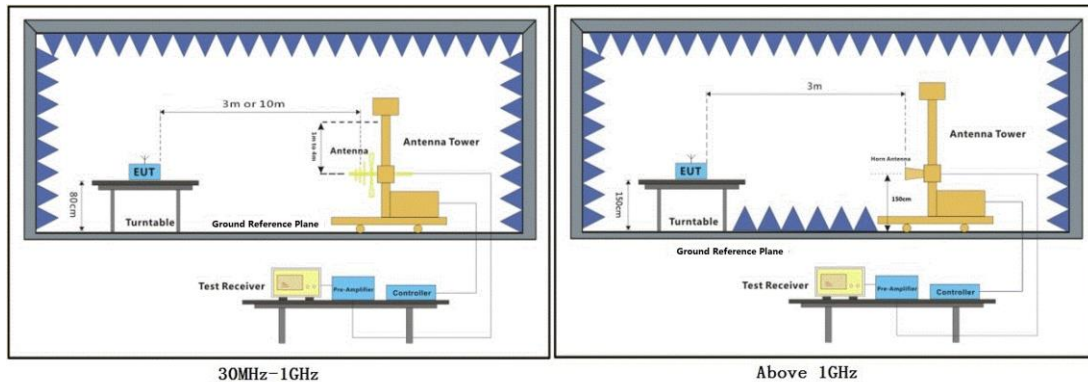 3m or 10m
1m to 4m
Antenna
Antenna Tower
EUT
80cm
Turntable
Ground Reference Plane
Test Receiver
Pre-Amplifier
Controller
30MHz-1GHz
3m
Antenna Tower
Horn Antenna
EUT
150cm
150cm
Turntable
Ground Reference Plane
Test Receiver
Pre-Amplifier
Controller
Above 1GHz